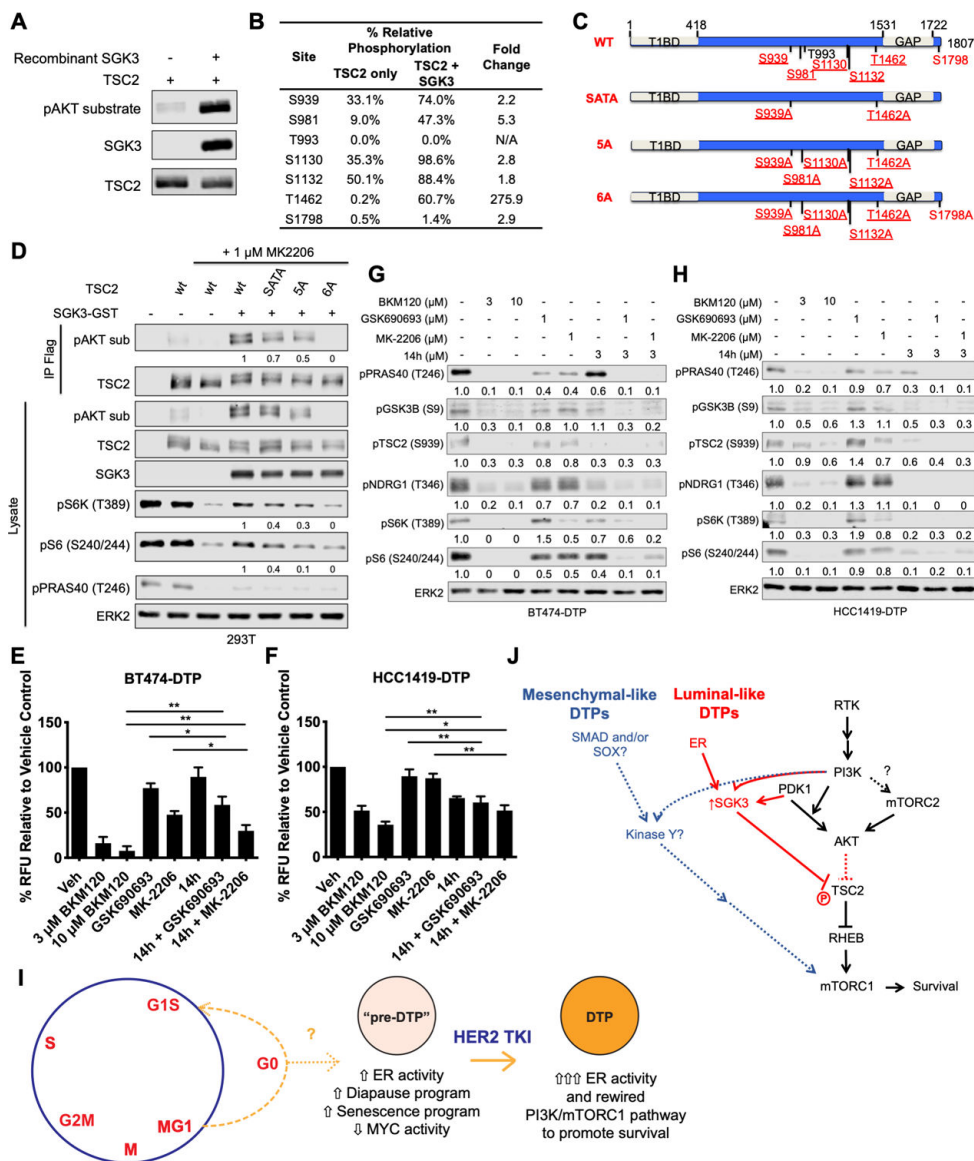 A
Recombinant SGK3 - +
TSC2 + +
pAKT substrate
SGK3
TSC2
B
% Relative Phosphorylation
Site TSC2 only TSC2 + SGK3 Fold Change
S939 33.1% 74.0% 2.2
S981 9.0% 47.3% 5.3
T993 0.0% 0.0% N/A
S1130 35.3% 98.6% 2.8
S1132 50.1% 88.4% 1.8
T1462 0.2% 60.7% 275.9
S1798 0.5% 1.4% 2.9
C
1 418 1531 1722
WT T1BD GAP 1807
S939 T993 S1130 T1462 S1798
S981 S1132
SATA T1BD GAP
S939A T1462A
5A T1BD GAP
S939A S1130A T1462A
S981A S1132A
6A T1BD GAP
S939A S1130A T1462A S1798A
S981A S1132A
D
+ 1 µM MK2206
TSC2 - wt wt wt SATA 5A 6A
SGK3-GST - - - + + + +
IP Flag
pAKT sub
1 0.7 0.5 0
TSC2
Lysate
pAKT sub
TSC2
SGK3
pS6K (T389)
1 0.4 0.3 0
pS6 (S240/244)
1 0.4 0.1 0
pPRAS40 (T246)
ERK2
293T
G
BKM120 (µM) - 3 10 - - - - -
GSK690693 (µM) - - - 1 - - 1 -
MK-2206 (µM) - - - - 1 - - 1
14h (µM) - - - - - 3 3 3
pPRAS40 (T246)
1.0 0.1 0.1 0.4 0.4 0.6 0.1 0.1
pGSK3B (S9)
1.0 0.3 0.1 0.8 1.0 1.1 0.3 0.2
pTSC2 (S939)
1.0 0.3 0.3 0.8 0.8 0.3 0.3 0.3
pNDRG1 (T346)
1.0 0.2 0.2 0.7 0.7 0.2 0.1 0.1
pS6K (T389)
1.0 0 0.1 1.5 0.5 0.7 0.6 0.2
pS6 (S240/244)
1.0 0 0 0.5 0.5 0.4 0.1 0.1
ERK2
BT474-DTP
H
BKM120 (µM) - 3 10 - - - - -
GSK690693 (µM) - - - 1 - - 1 -
MK-2206 (µM) - - - - 1 - - 1
14h (µM) - - - - - 3 3 3
pPRAS40 (T246)
1.0 0.2 0.1 0.9 0.7 0.3 0.1 0.1
pGSK3B (S9)
1.0 0.3 0.2 1.3 1.1 0.5 0.3 0.3
pTSC2 (S939)
1.0 0.9 0.6 1.4 0.7 0.6 0.4 0.3
pNDRG1 (T346)
1.0 0.1 0.1 1.3 1.1 0.1 0 0
pS6K (T389)
1.0 0.2 0.2 1.9 0.8 0.2 0.3 0.2
pS6 (S240/244)
1.0 0.1 0.1 0.9 0.8 0.1 0.2 0.1
ERK2
HCC1419-DTP
E
BT474-DTP
% RFU Relative to Vehicle Control
150
100
50
0
** ** * *
Veh
3 µM BKM120
10 µM BKM120
GSK690693
MK-2206
14h
14h + GSK690693
14h + MK-2206
F
HCC1419-DTP
% RFU Relative to Vehicle Control
150
100
50
0
** * ** **
Veh
3 µM BKM120
10 µM BKM120
GSK690693
MK-2206
14h
14h + GSK690693
14h + MK-2206
J
Mesenchymal-like DTPs
Luminal-like DTPs
SMAD and/or SOX?
ER
RTK
PI3K
?
PDK1
mTORC2
↑SGK3
Kinase Y?
AKT
TSC2
P
RHEB
mTORC1
Survival
I
G1S
S
G0
?
G2M
MG1
M
"pre-DTP"
HER2 TKI
DTP
⇧ ER activity
⇧ Diapause program
⇧ Senescence program
⇩ MYC activity
⇧⇧⇧ ER activity
and rewired
PI3K/mTORC1 pathway
to promote survival